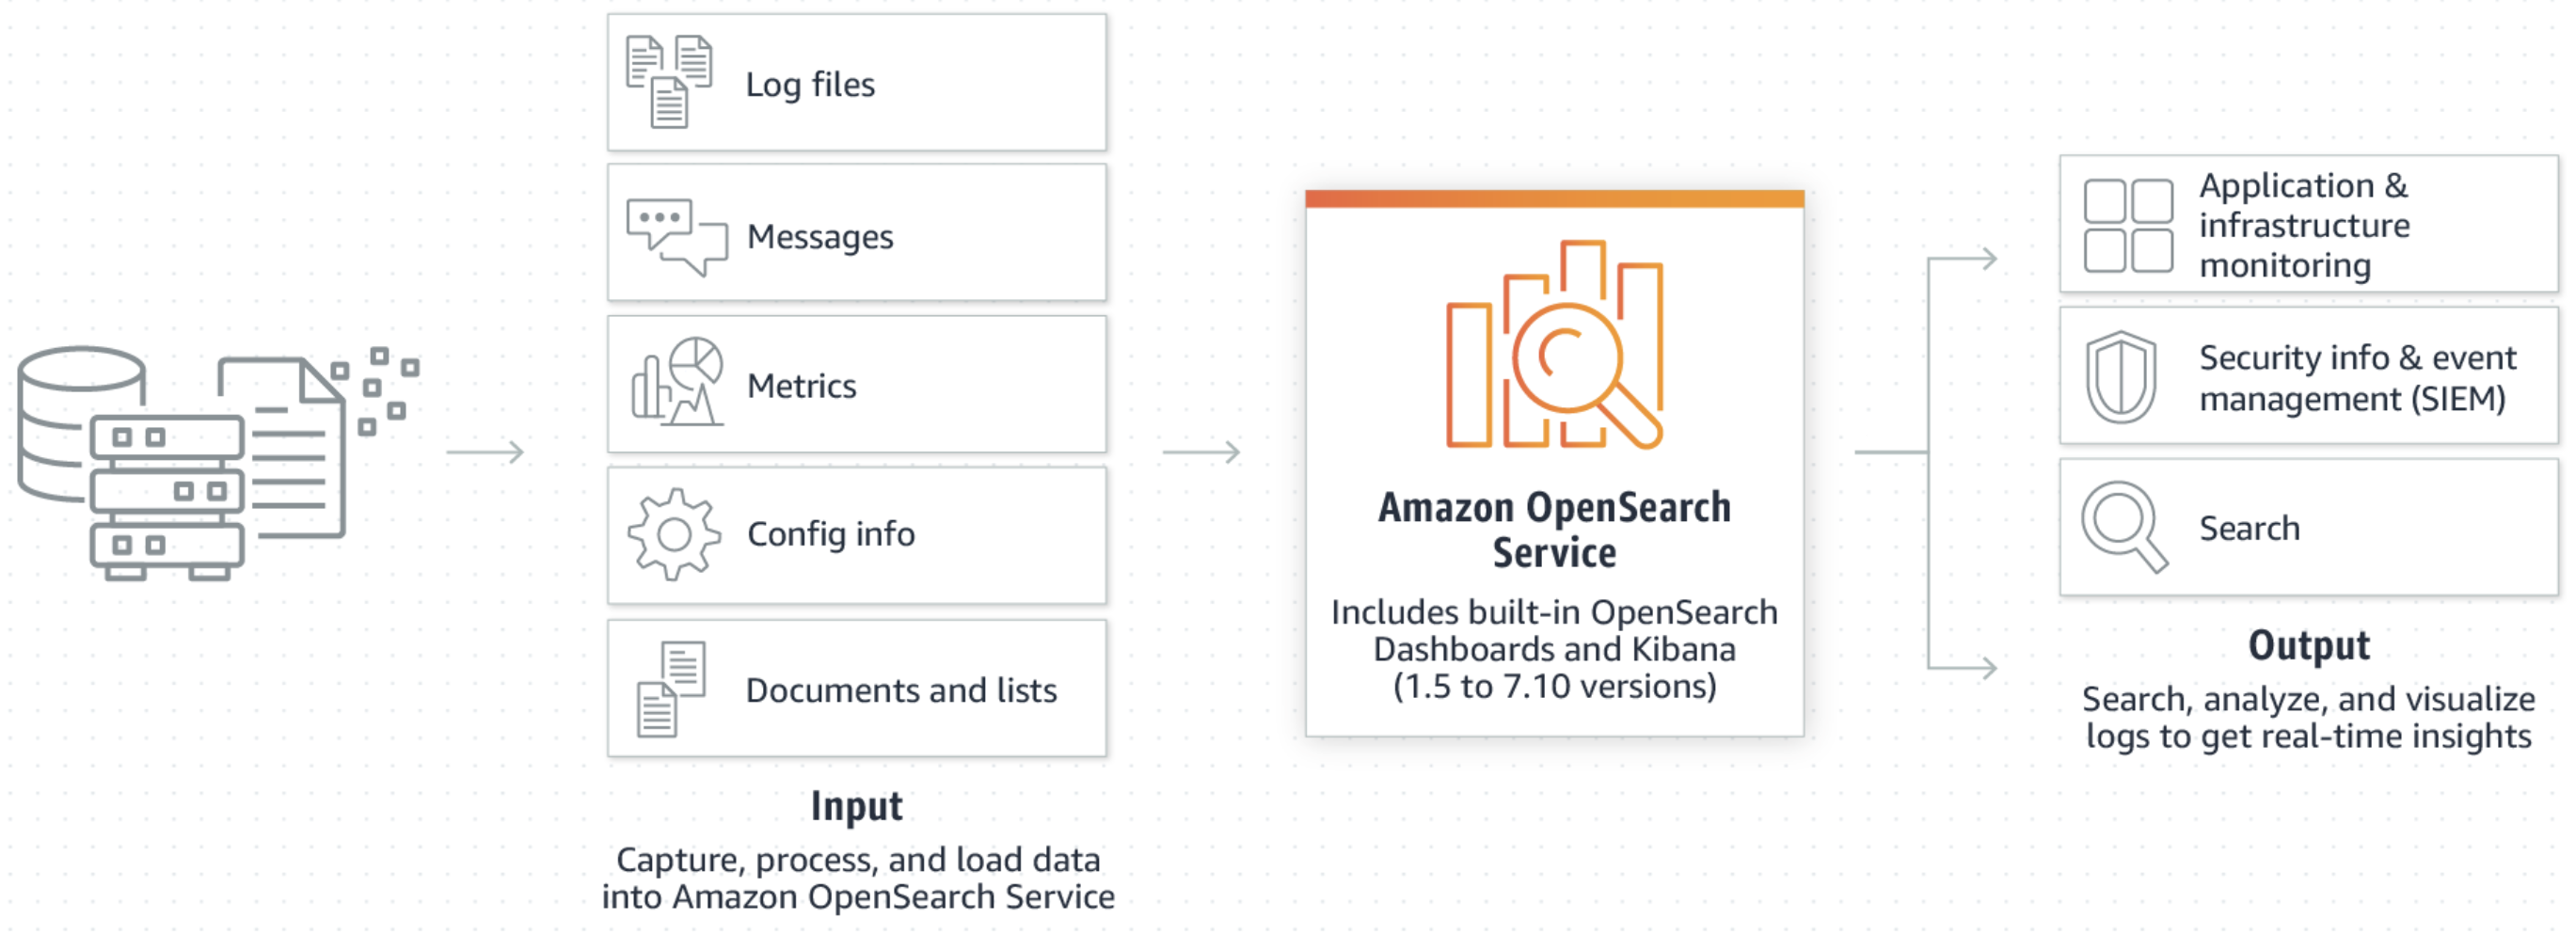 Log files
Messages
Metrics
Config info
Documents and lists
Input
Capture, process, and load data
into Amazon OpenSearch Service
Amazon OpenSearch
Service
Includes built-in OpenSearch
Dashboards and Kibana
(1.5 to 7.10 versions)
Application &
infrastructure
monitoring
Security info & event
management (SIEM)
Search
Output
Search, analyze, and visualize
logs to get real-time insights